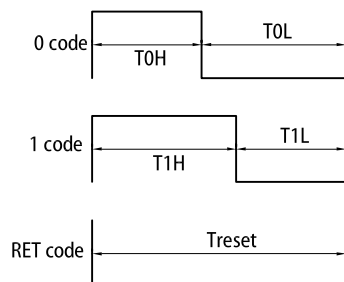 T0L
0 code
T0H
1 code
T1L
T1H
Treset
RET code